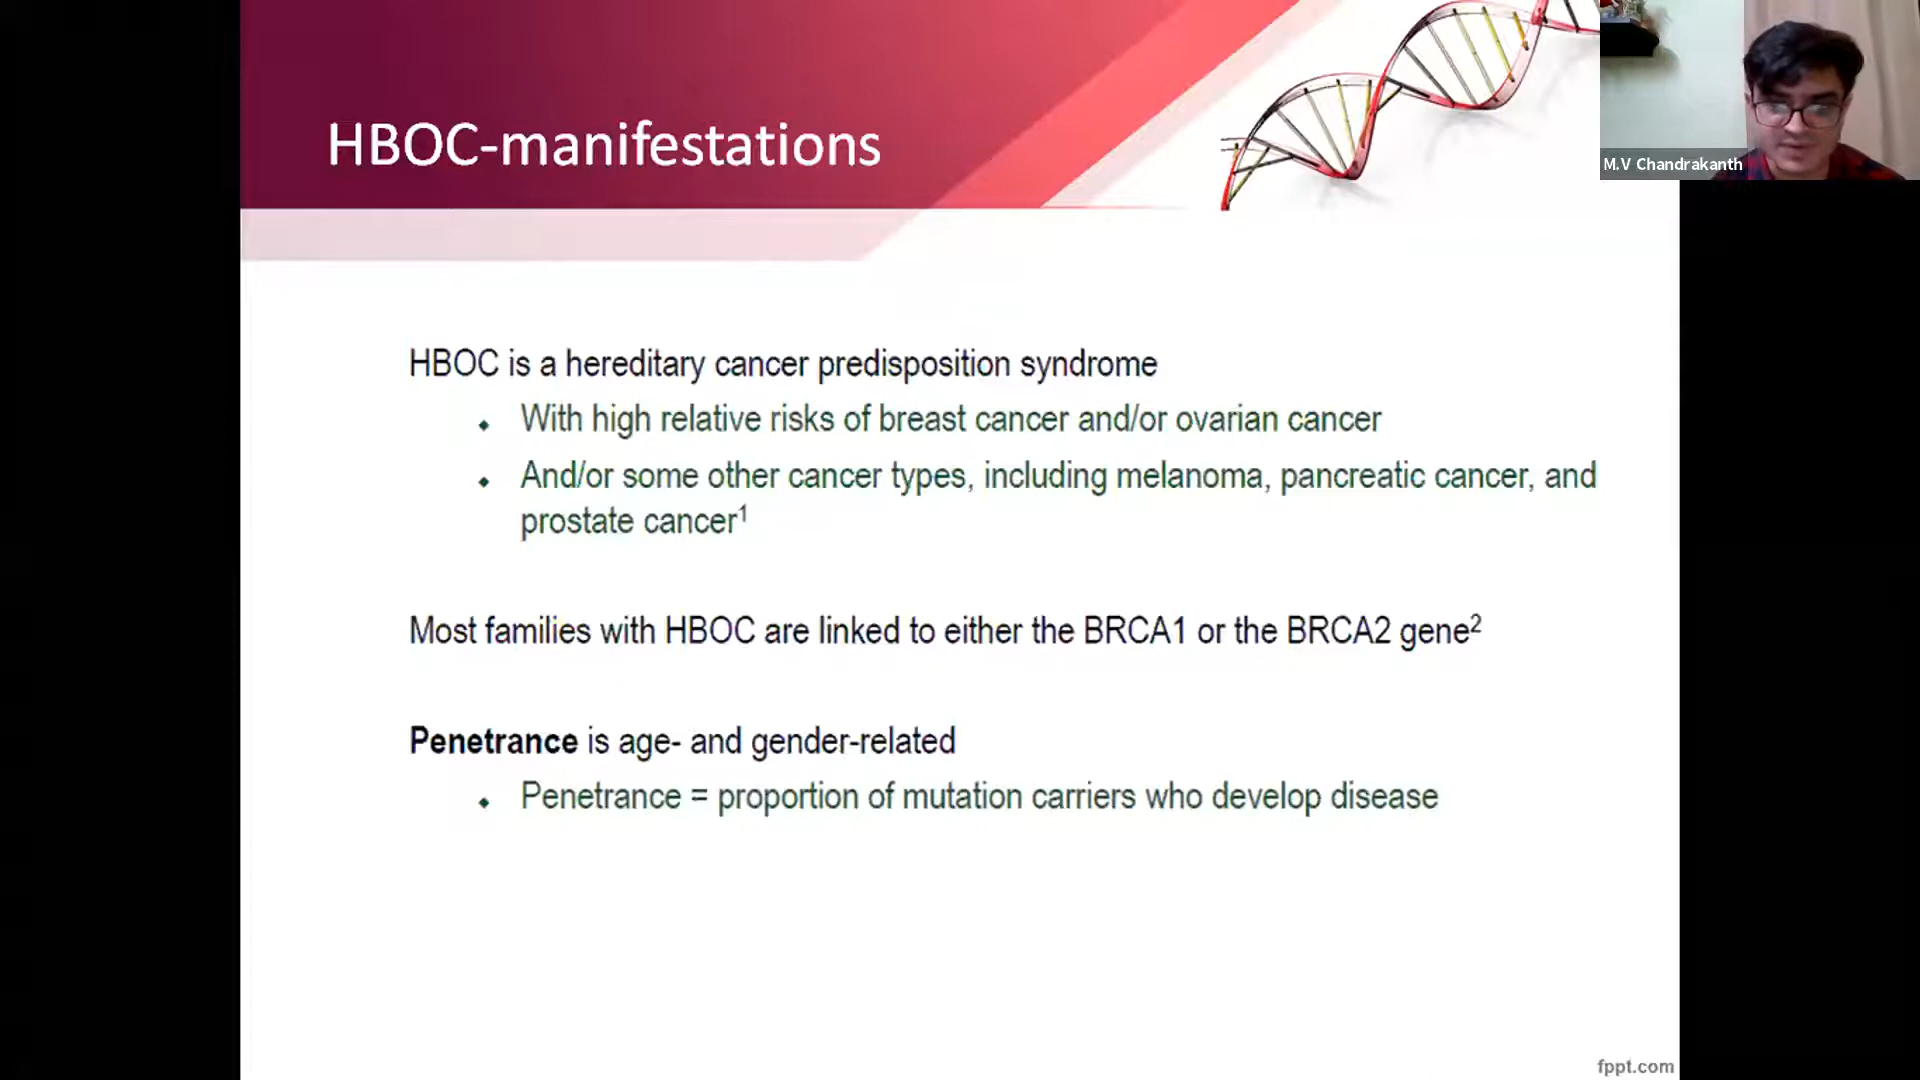 HBOC-manifestations
M.V Chandrakanth
HBOC is a hereditary cancer predisposition syndrome
With high relative risks of breast cancer and/or ovarian cancer
And/or some other cancer types, including melanoma, pancreatic cancer, and
prostate cancer¹
Most families with HBOC are linked to either the BRCA1 or the BRCA2 gene²
Penetrance is age- and gender-related
Penetrance = proportion of mutation carriers who develop disease
fppt.com